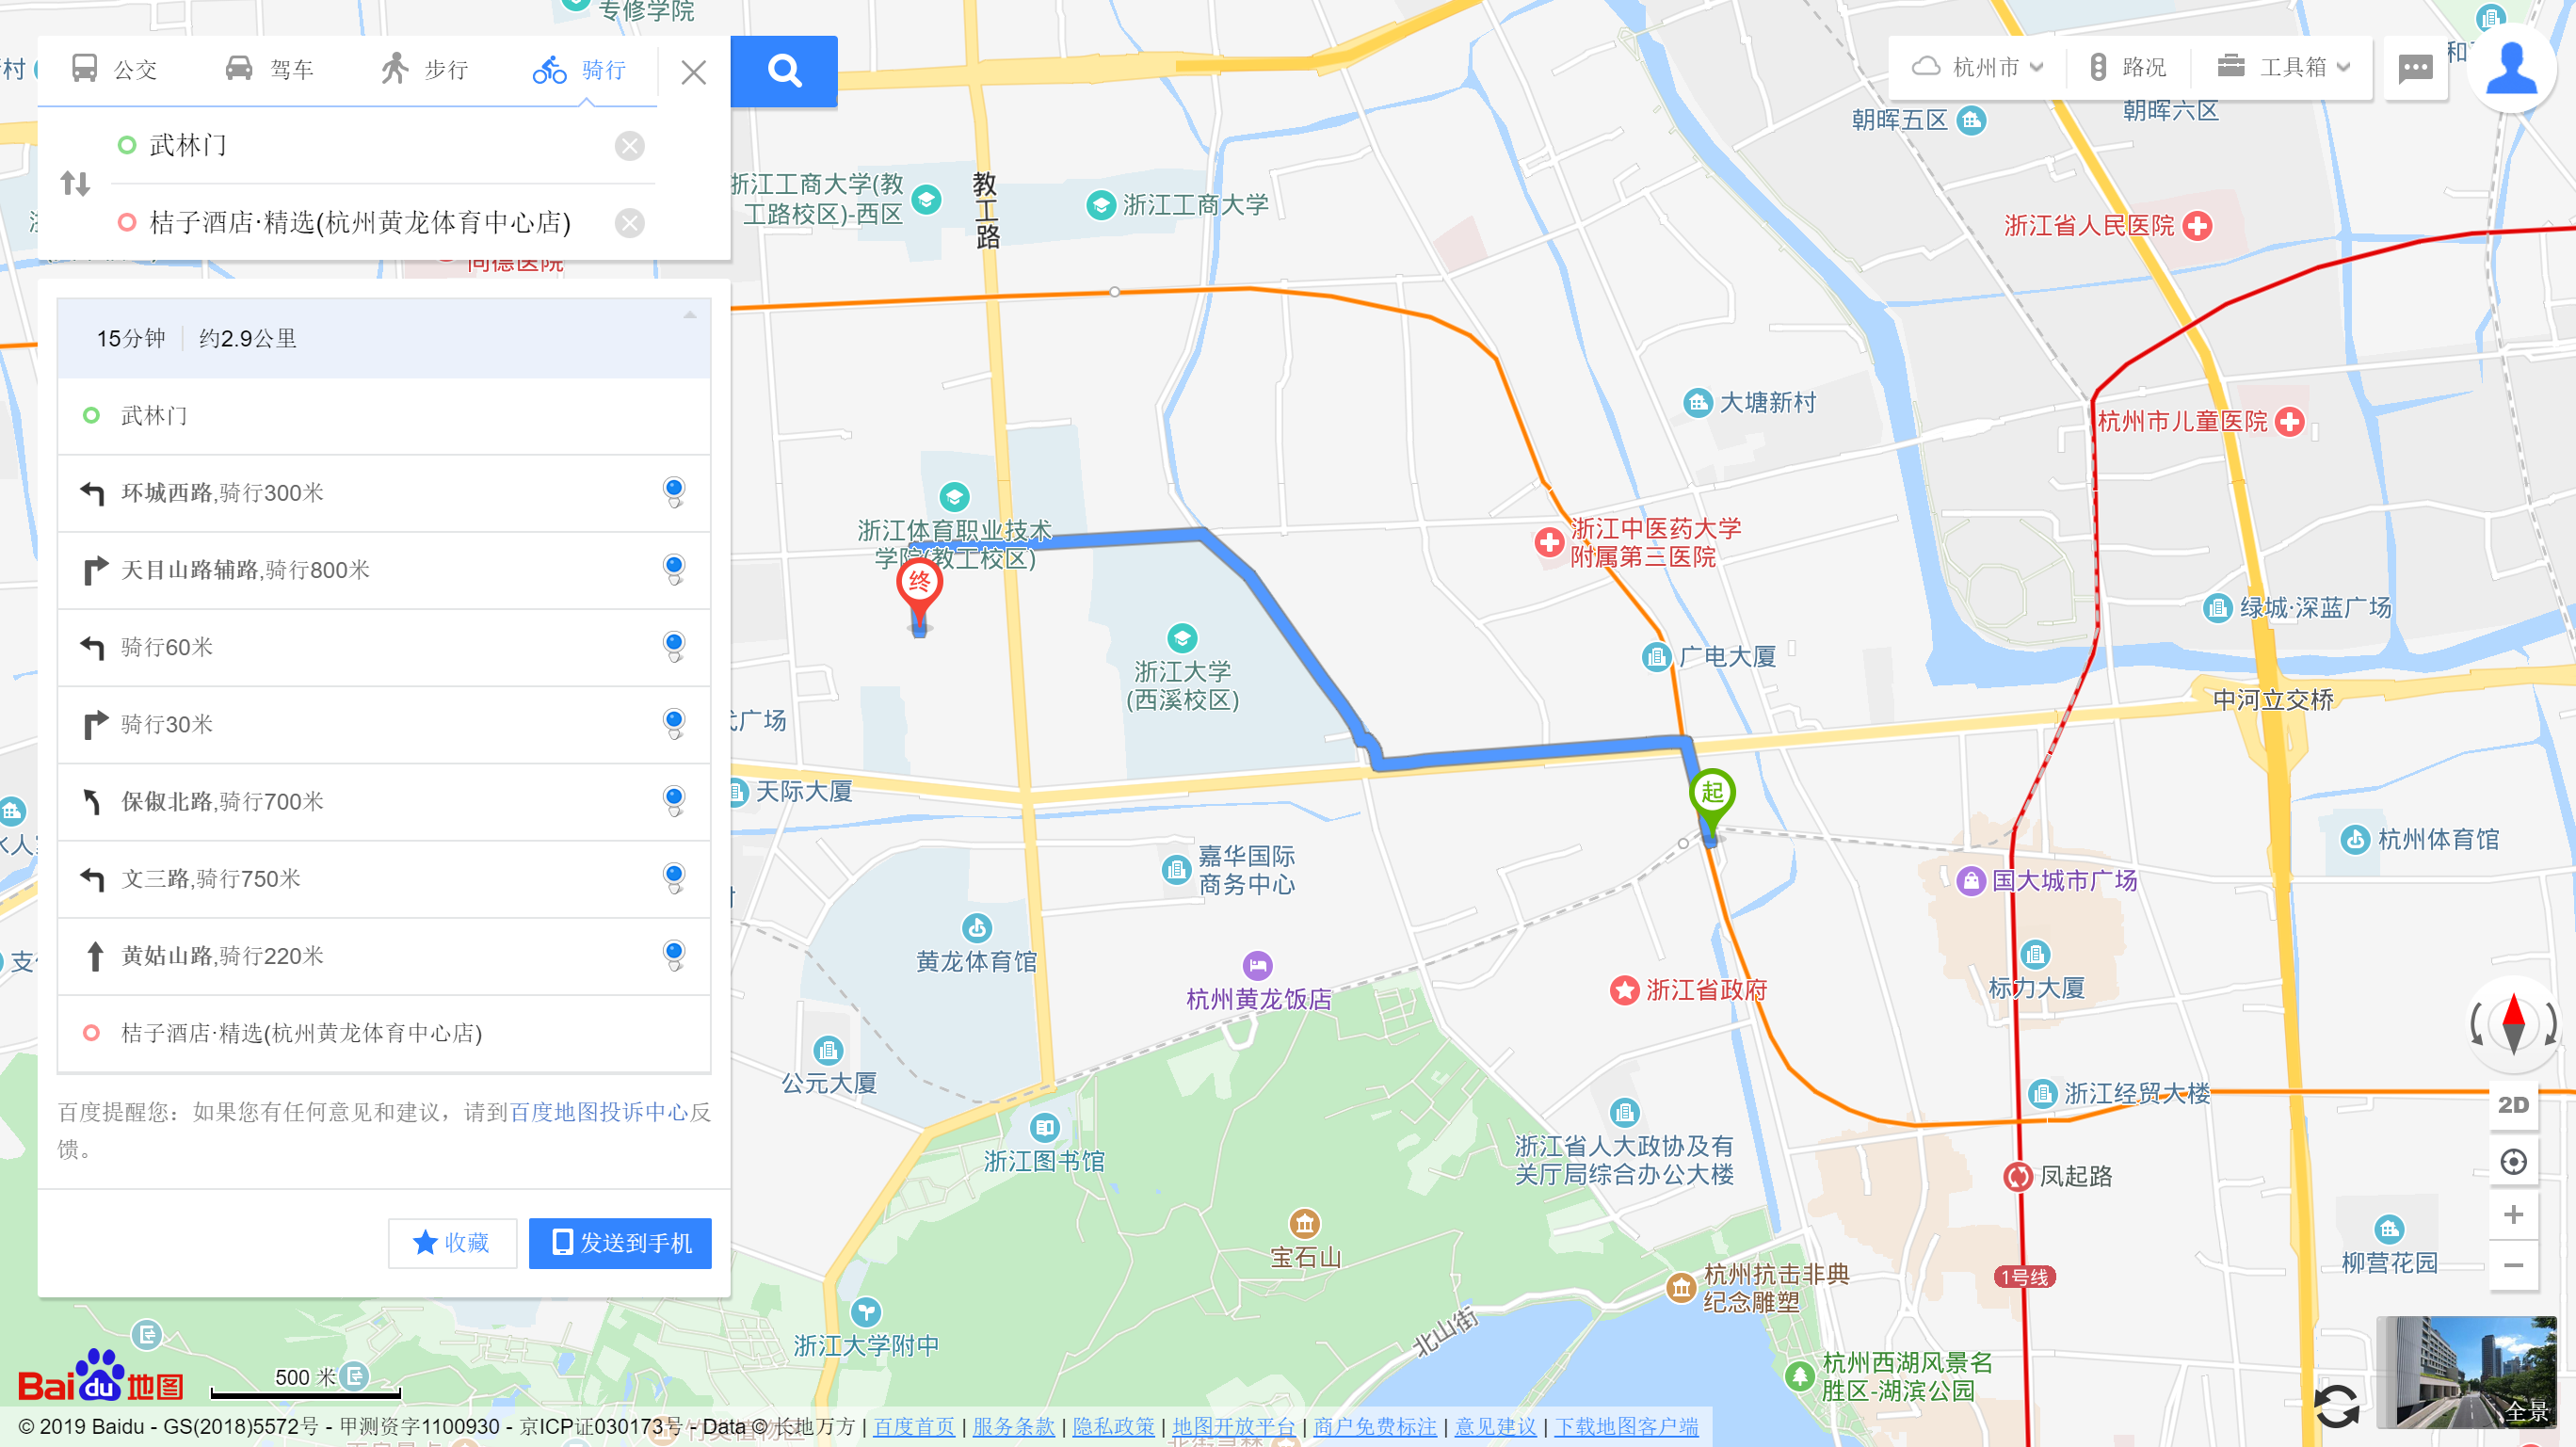 公交
驾车
步行
骑行
武林门
桔子酒店·精选(杭州黄龙体育中心店)
15分钟
约2.9公里
武林门
环城西路,骑行300米
天目山路辅路,骑行800米
骑行60米
骑行30米
保俶北路,骑行700米
文三路,骑行750米
黄姑山路,骑行220米
桔子酒店·精选(杭州黄龙体育中心店)
百度提醒您：如果您有任何意见和建议，请到百度地图投诉中心反
馈。
收藏
发送到手机
杭州市
路况
工具箱
专修学院
同德医院
浙江工商大学(教
工路校区)-西区
教工路
浙江工商大学
朝晖五区
朝晖六区
浙江省人民医院
大塘新村
杭州市儿童医院
浙江体育职业技术
学院(教工校区)
终
浙江中医药大学
附属第三医院
绿城·深蓝广场
浙江大学
(西溪校区)
广电大厦
中河立交桥
广场
天际大厦
起
杭州体育馆
嘉华国际
商务中心
国大城市广场
黄龙体育馆
杭州黄龙饭店
浙江省政府
标力大厦
公元大厦
浙江经贸大楼
浙江图书馆
浙江省人大政协及有
关厅局综合办公大楼
凤起路
宝石山
1号线
柳营花园
杭州抗击非典
纪念雕塑
浙江大学附中
北山街
杭州西湖风景名
胜区-湖滨公园
2D
全景
Bai du 地图
500 米
© 2019 Baidu - GS(2018)5572号 - 甲测资字1100930 - 京ICP证030173号 - Data © 长地万方 | 百度首页 | 服务条款 | 隐私政策 | 地图开放平台 | 商户免费标注 | 意见建议 | 下载地图客户端